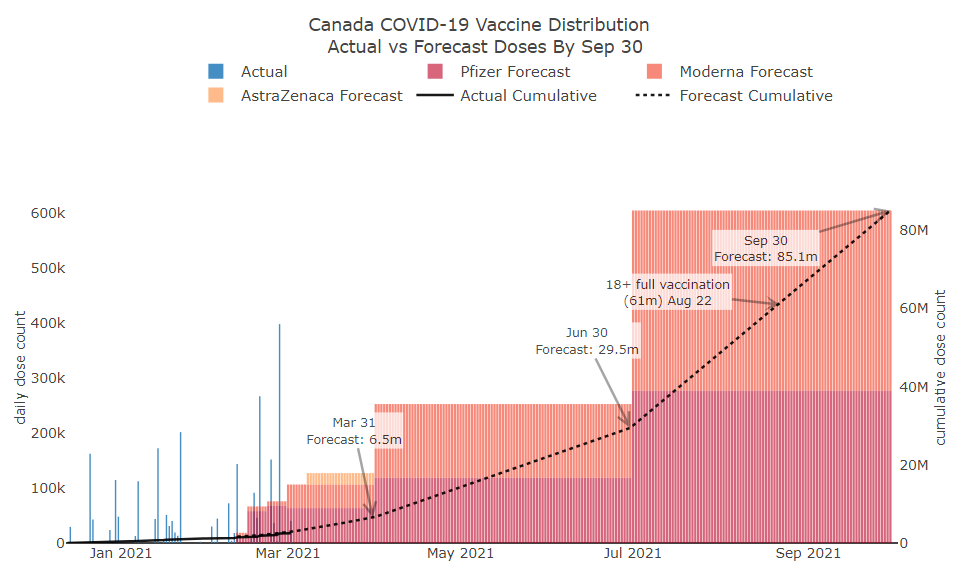 Canada COVID-19 Vaccine Distribution
Actual vs Forecast Doses By Sep 30
Actual
Pfizer Forecast
Moderna Forecast
AstraZenaca Forecast
Actual Cumulative
Forecast Cumulative
600k
500k
400k
300k
200k
100k
0
daily dose count
80M
60M
40M
20M
0
cumulative dose count
Sep 30
Forecast: 85.1m
18+ full vaccination
(61m) Aug 22
Jun 30
Forecast: 29.5m
Mar 31
Forecast: 6.5m
Jan 2021
Mar 2021
May 2021
Jul 2021
Sep 2021